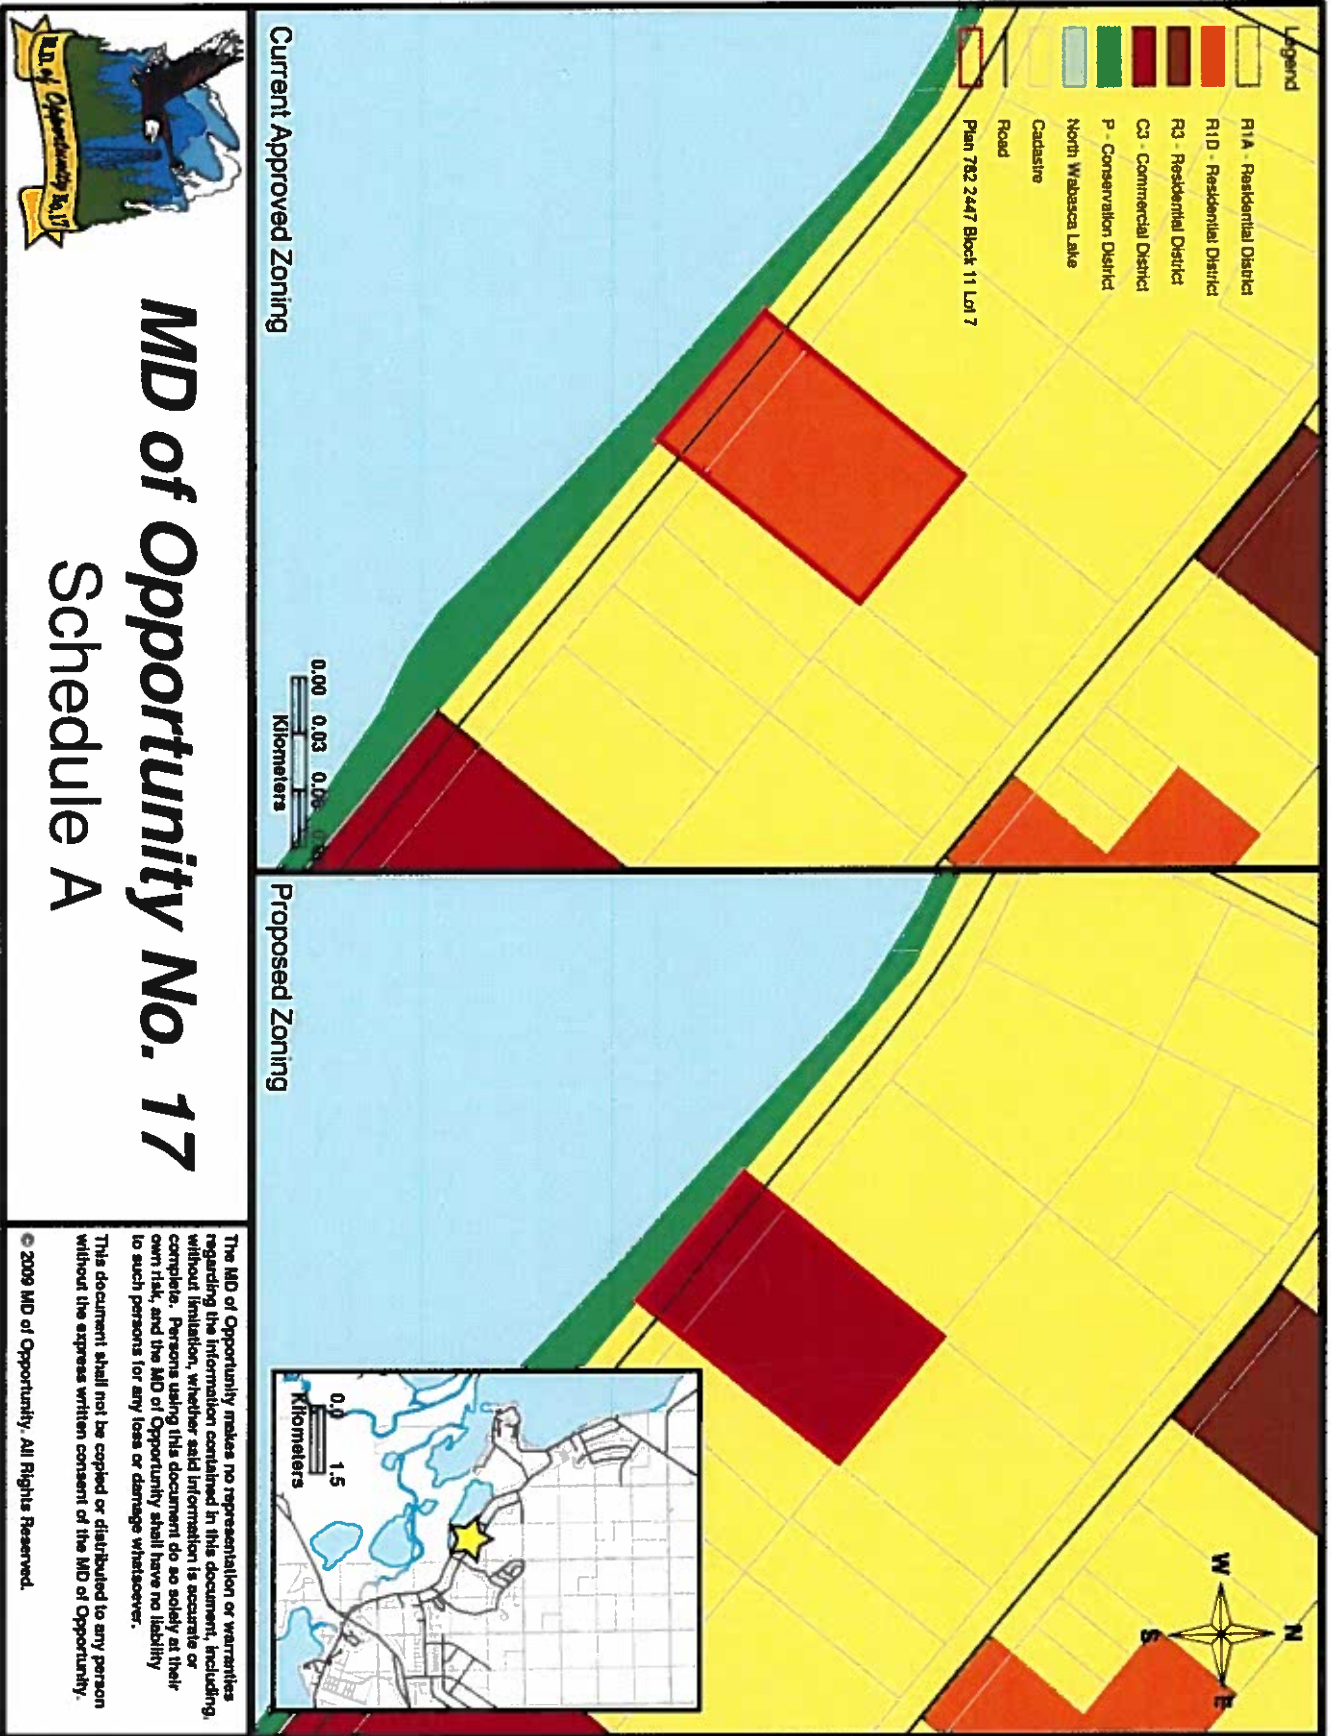 Legend
R1A - Residential District
R1D - Residential District
R3 - Residential District
C3 - Commercial District
P - Conservation District
North Wabasca Lake
Cadastre
Road
Plan 782 2447 Block 11 Lot 7
0.00 0.03 0.06
Kilometers
Current Approved Zoning
N
W
E
S
0.0 1.5
Kilometers
Proposed Zoning
M.D. of Opportunity No.17
MD of Opportunity No. 17
Schedule A
The MD of Opportunity makes no representation or warranties
regarding the information contained in this document, including,
without limitation, whether said information is accurate or
complete. Persons using this document do so solely at their
own risk, and the MD of Opportunity shall have no liability
to such persons for any loss or damage whatsoever.
This document shall not be copied or distributed to any person
without the express written consent of the MD of Opportunity.
© 2009 MD of Opportunity. All Rights Reserved.